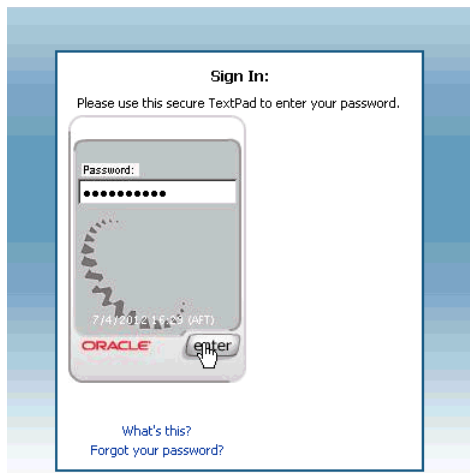 Sign In:
Please use this secure TextPad to enter your password.
Password:
●●●●●●●●●●
7/4/2012 16:23 (AFT)
ORACLE
enter
What's this?
Forgot your password?